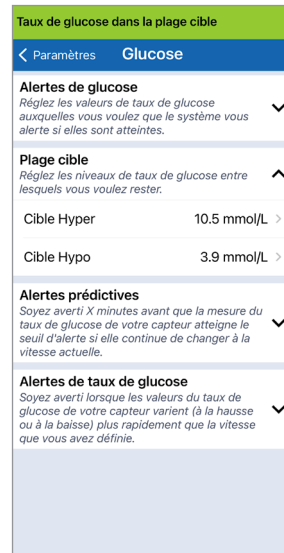 Taux de glucose dans la plage cible
Paramètres Glucose
Alertes de glucose
Réglez les valeurs de taux de glucose
auxquelles vous voulez que le système vous
alerte si elles sont atteintes.
Plage cible
Réglez les niveaux de taux de glucose entre
lesquels vous voulez rester.
Cible Hyper 10.5 mmol/L
Cible Hypo 3.9 mmol/L
Alertes prédictives
Soyez averti X minutes avant que la mesure du
taux de glucose de votre capteur atteigne le
seuil d'alerte si elle continue de changer à la
vitesse actuelle.
Alertes de taux de glucose
Soyez averti lorsque les valeurs du taux de
glucose de votre capteur varient (à la hausse
ou à la baisse) plus rapidement que la vitesse
que vous avez définie.